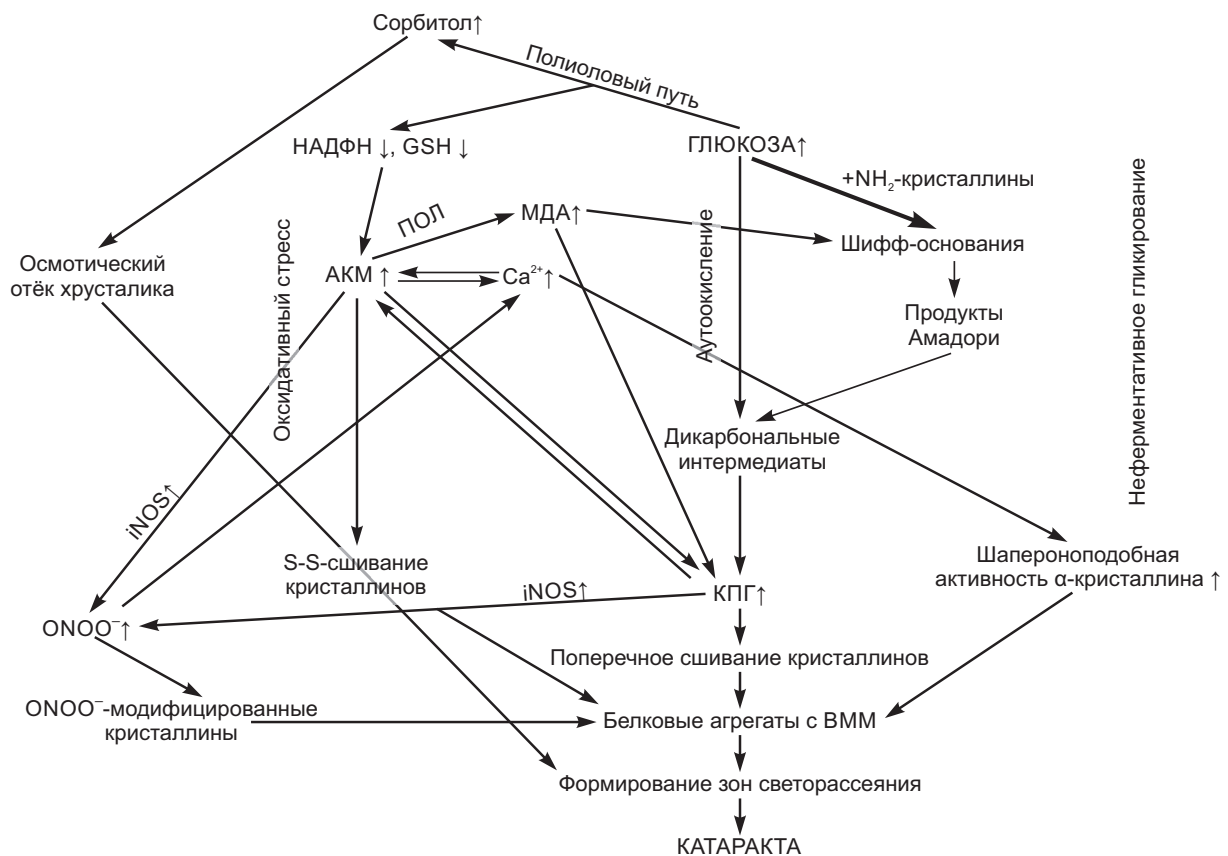 Сорбитол↑
Полиоловый путь
НАДФН ↓, GSH ↓
ГЛЮКОЗА↑
+NH₂-кристаллины
Неферментативное гликирование
ПОЛ
МДА↑
Аутоокисление
Шифф-основания
Осмотический
отёк хрусталика
Оксидативный стресс
АКМ ↑
Ca²⁺↑
Продукты
Амадори
Дикарбональные
интермедиаты
iNOS↑
S-S-сшивание
кристаллинов
Шапероноподобная
активность α-кристаллина ↑
iNOS↑
КПГ↑
ONOO⁻↑
Поперечное сшивание кристаллинов
ONOO⁻-модифицированные
кристаллины
Белковые агрегаты с ВММ
Формирование зон светорассеяния
КАТАРАКТА